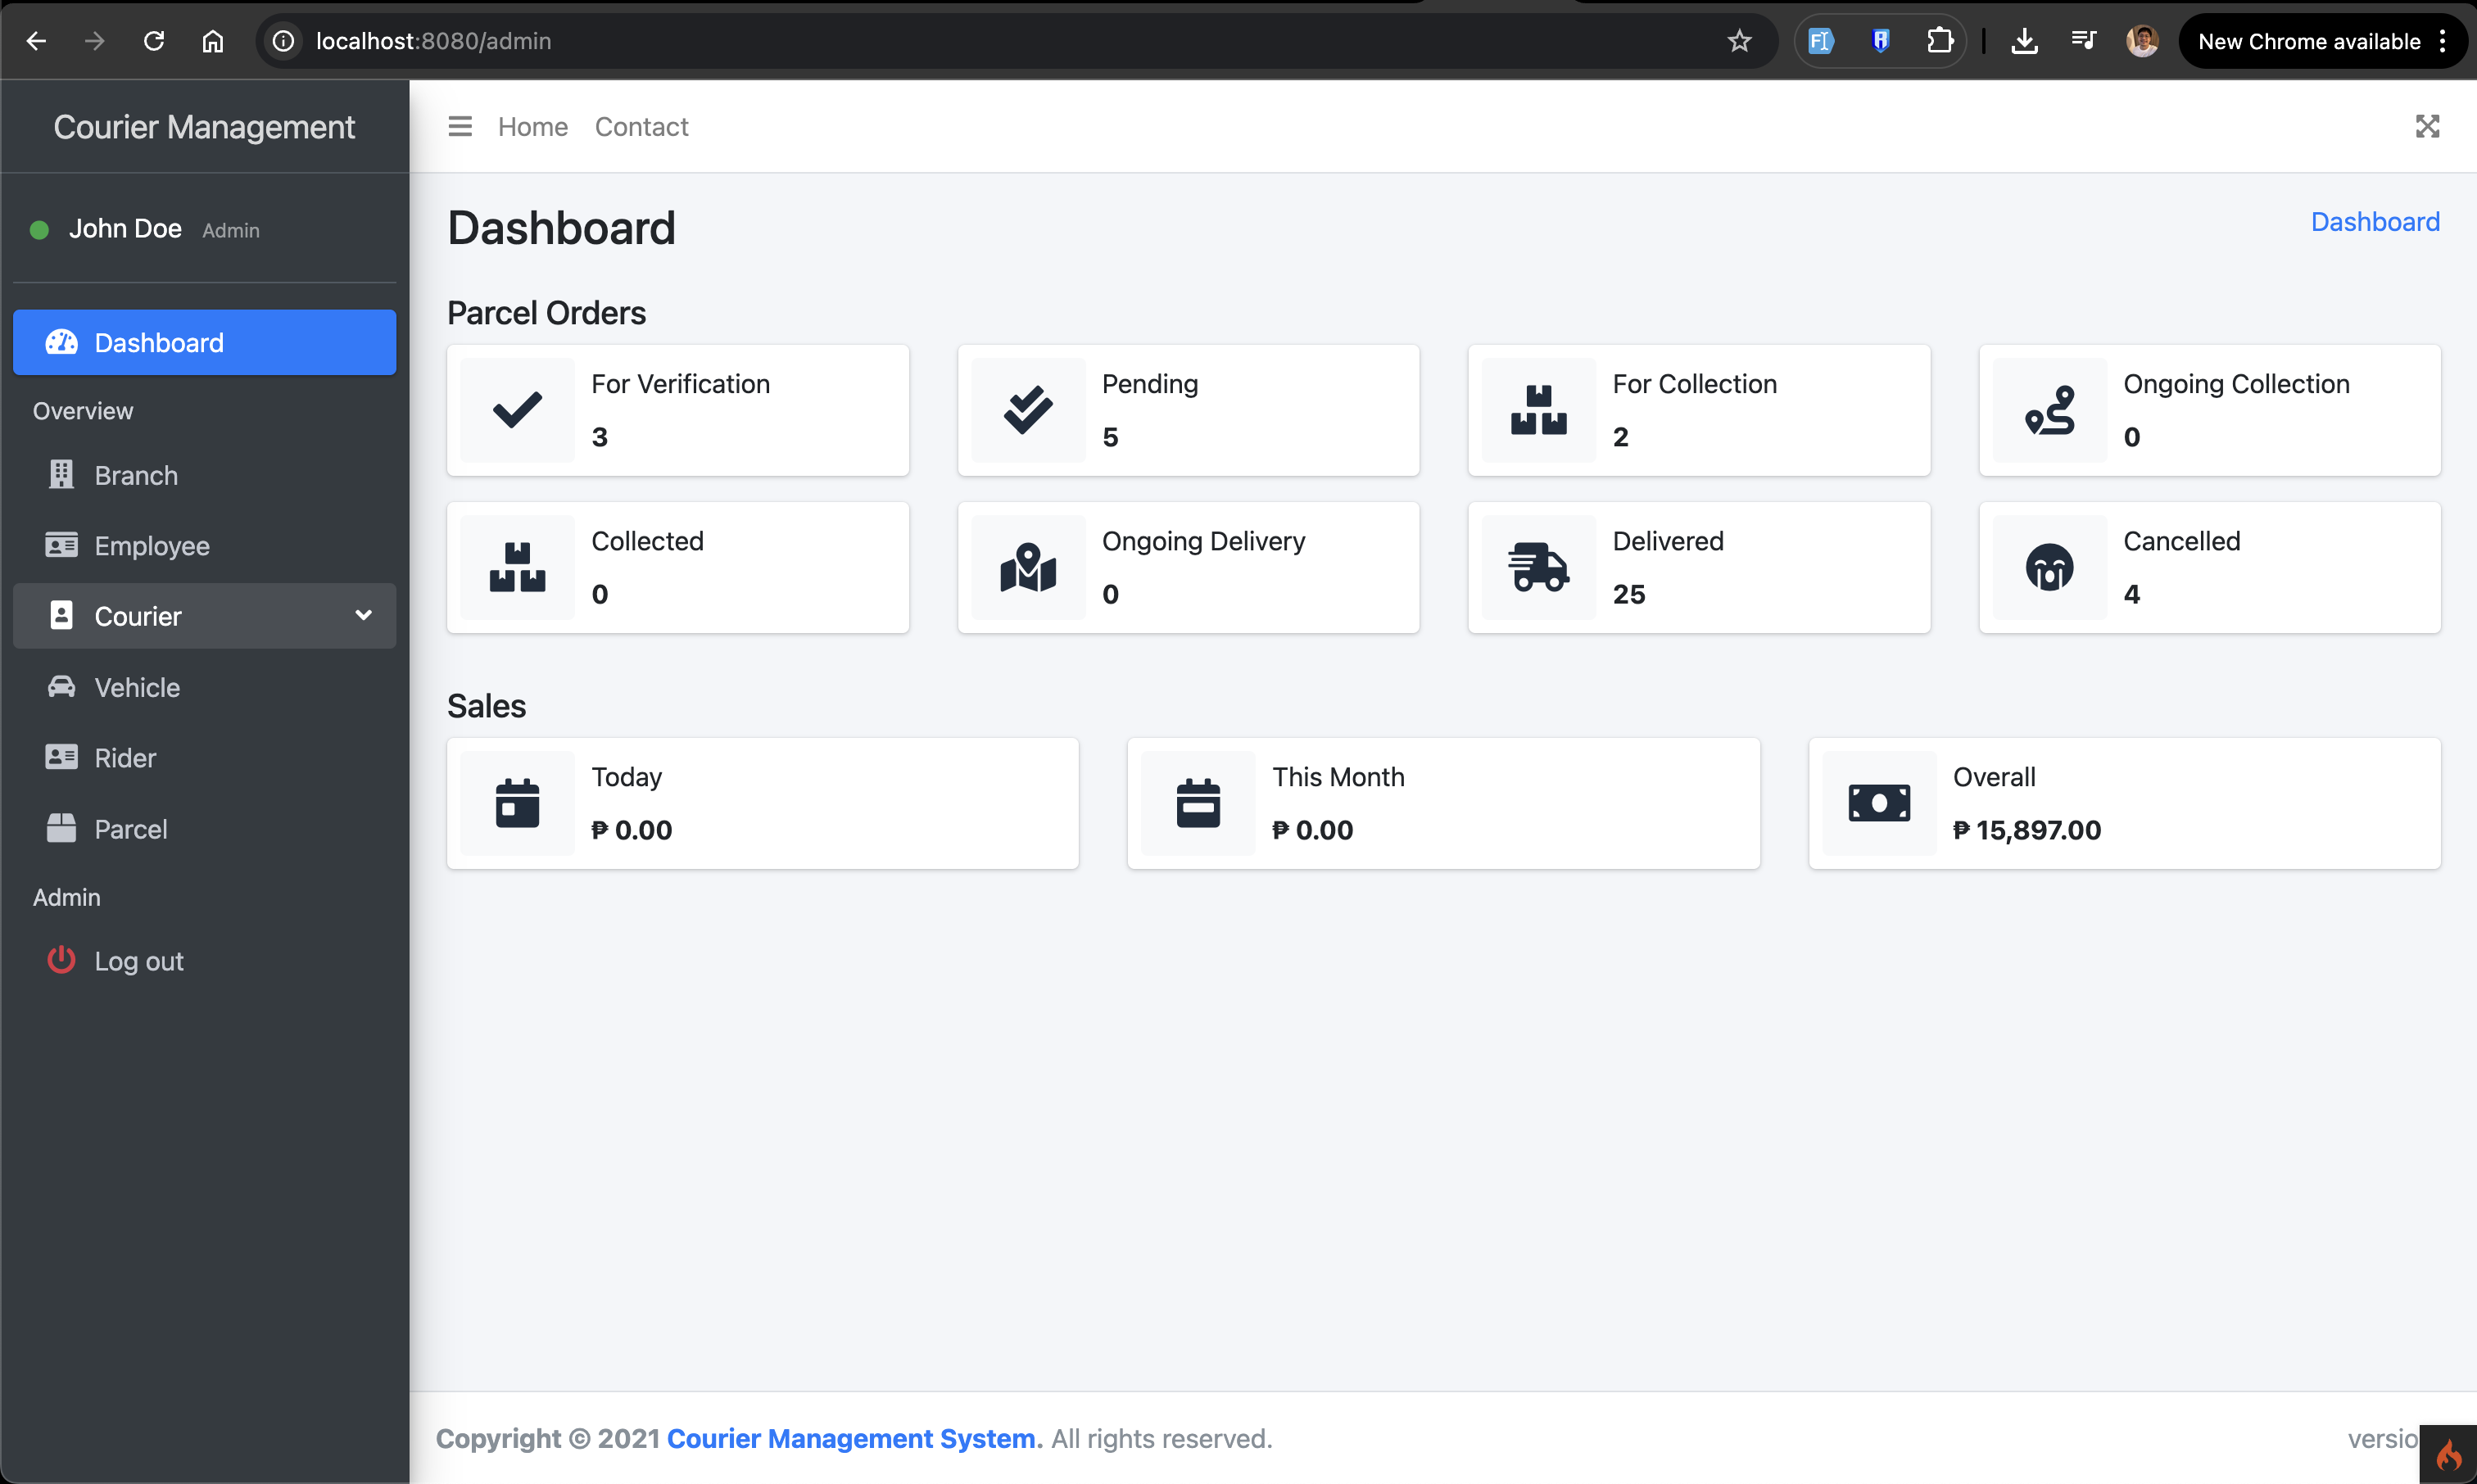 localhost:8080/admin
New Chrome available
Courier Management
Home Contact
John Doe Admin
Dashboard
Overview
Branch
Employee
Courier
Vehicle
Rider
Parcel
Admin
Log out
Dashboard
Dashboard
Parcel Orders
For Verification
3
Pending
5
For Collection
2
Ongoing Collection
0
Collected
0
Ongoing Delivery
0
Delivered
25
Cancelled
4
Sales
Today
₱ 0.00
This Month
₱ 0.00
Overall
₱ 15,897.00
Copyright © 2021 Courier Management System. All rights reserved.
versio